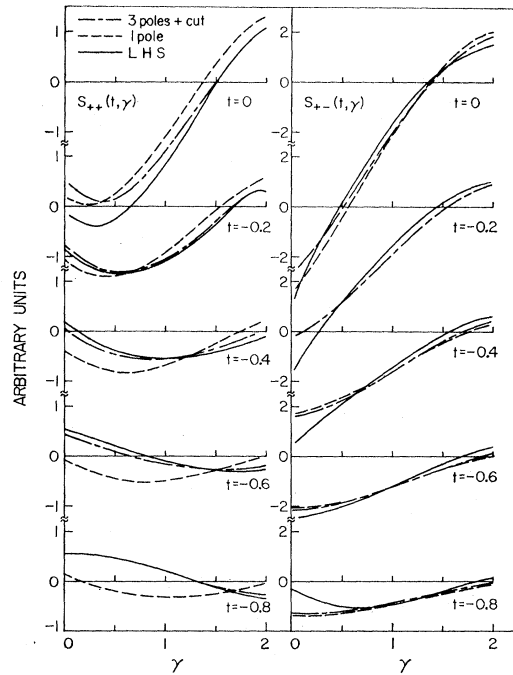 3 poles + cut
1 pole
LHS
S++(t,γ)
t=0
S+-(t,γ)
t=0
1
0
-1
2
0
-2
t=-0.2
t=-0.2
1
0
-1
2
0
-2
t=-0.4
t=-0.4
1
0
-1
2
0
-2
t=-0.6
t=-0.6
1
0
2
0
-2
t=-0.8
t=-0.8
1
0
-1
2
0
ARBITRARY UNITS
0 1 2
0 1 2
γ
γ